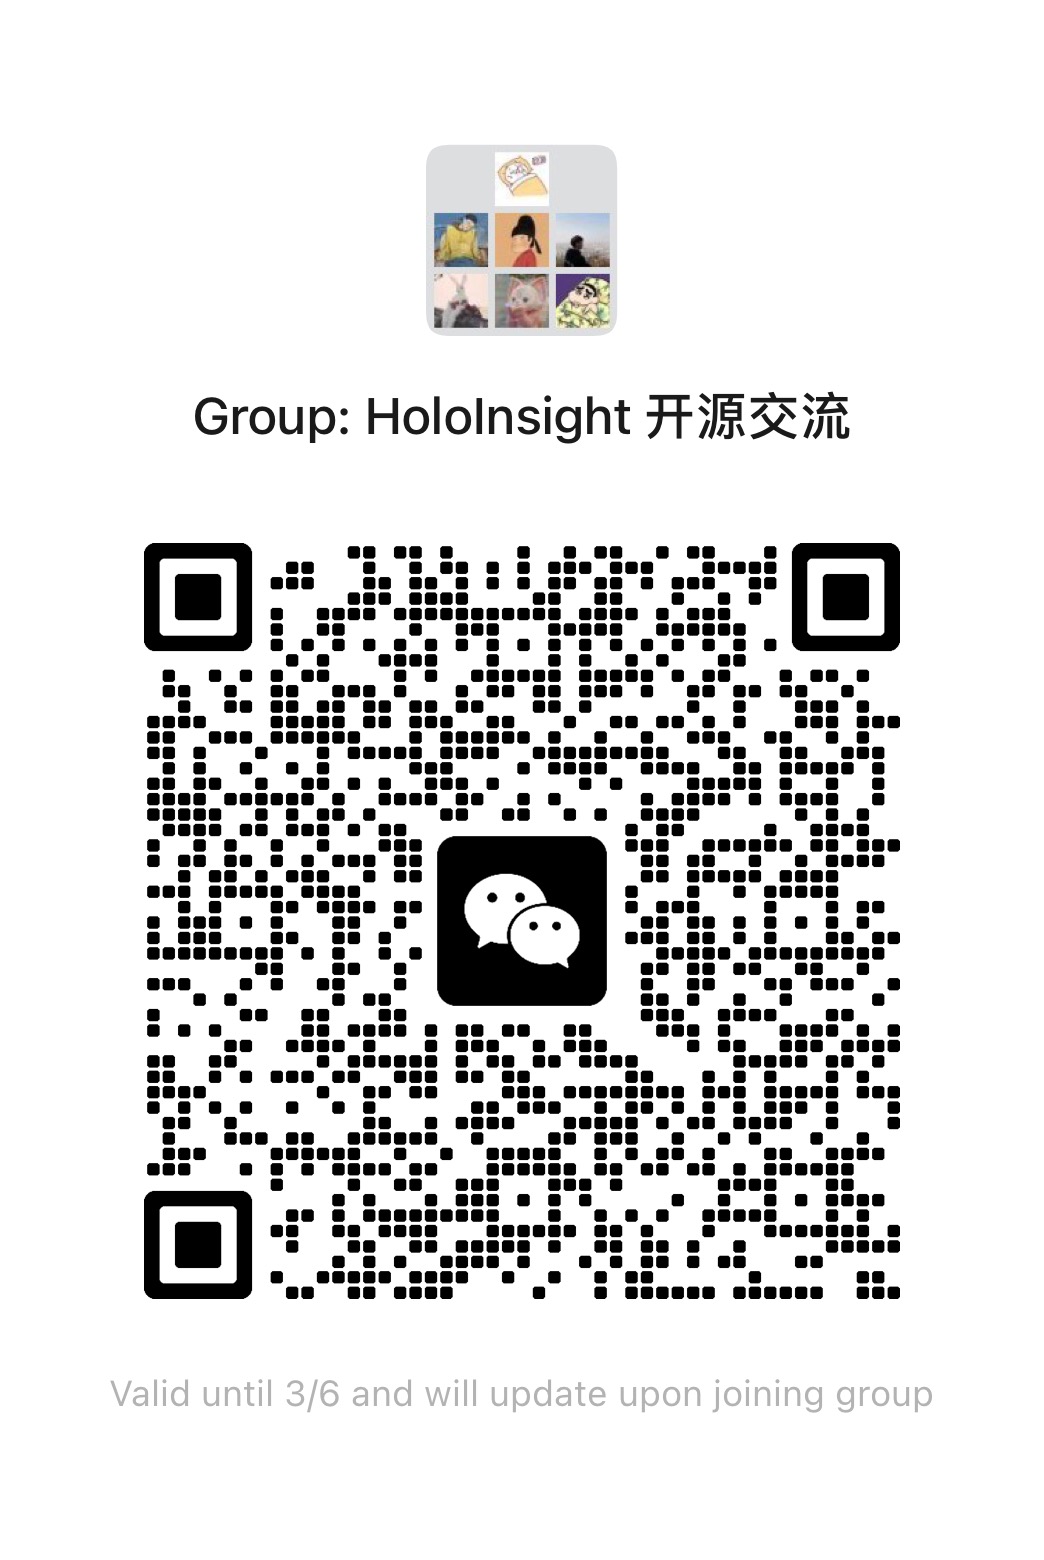 Group: HoloInsight 开源交流
Valid until 3/6 and will update upon joining group